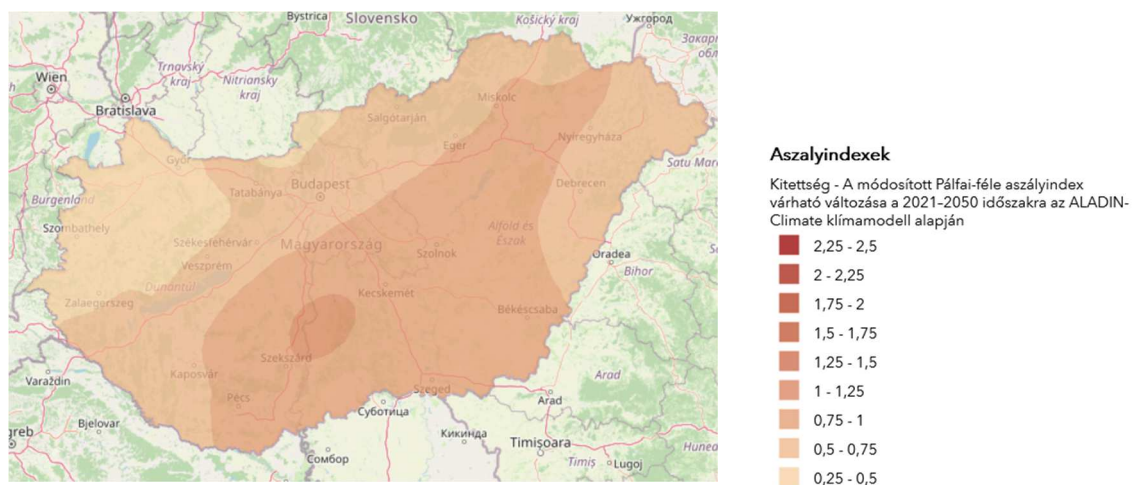 Bystrica
Slovensko
Košický kraj
Ужгород
Закарп
обл
Wien
Trnavský
kraj
Nitriansky
kraj
Bratislava
Miskolc
Salgótarján
Nyíregyháza
Eger
Győr
Satu Mar
Tatabánya
Budapest
Debrecen
Burgenland
Szombathely
Székesfehérvár
Magyarország
Alföld és
Észak
Veszprém
Szolnok
Oradea
Bihor
Dunántúl
Zalaegerszeg
Kecskemét
Békéscsaba
Szekszárd
Varaždin
Kaposvár
Arad
Pécs
Szeged
Суботица
Arad
Bjelovar
greb
Кикинда
Timișoara
Сомбор
Timiș
Lugoj
Hunedo
Aszalyindexek
Kitettség - A módosított Pálfai-féle aszályindex
várható változása a 2021-2050 időszakra az ALADIN-
Climate klímamodell alapján
2,25 - 2,5
2 - 2,25
1,75 - 2
1,5 - 1,75
1,25 - 1,5
1 - 1,25
0,75 - 1
0,5 - 0,75
0,25 - 0,5